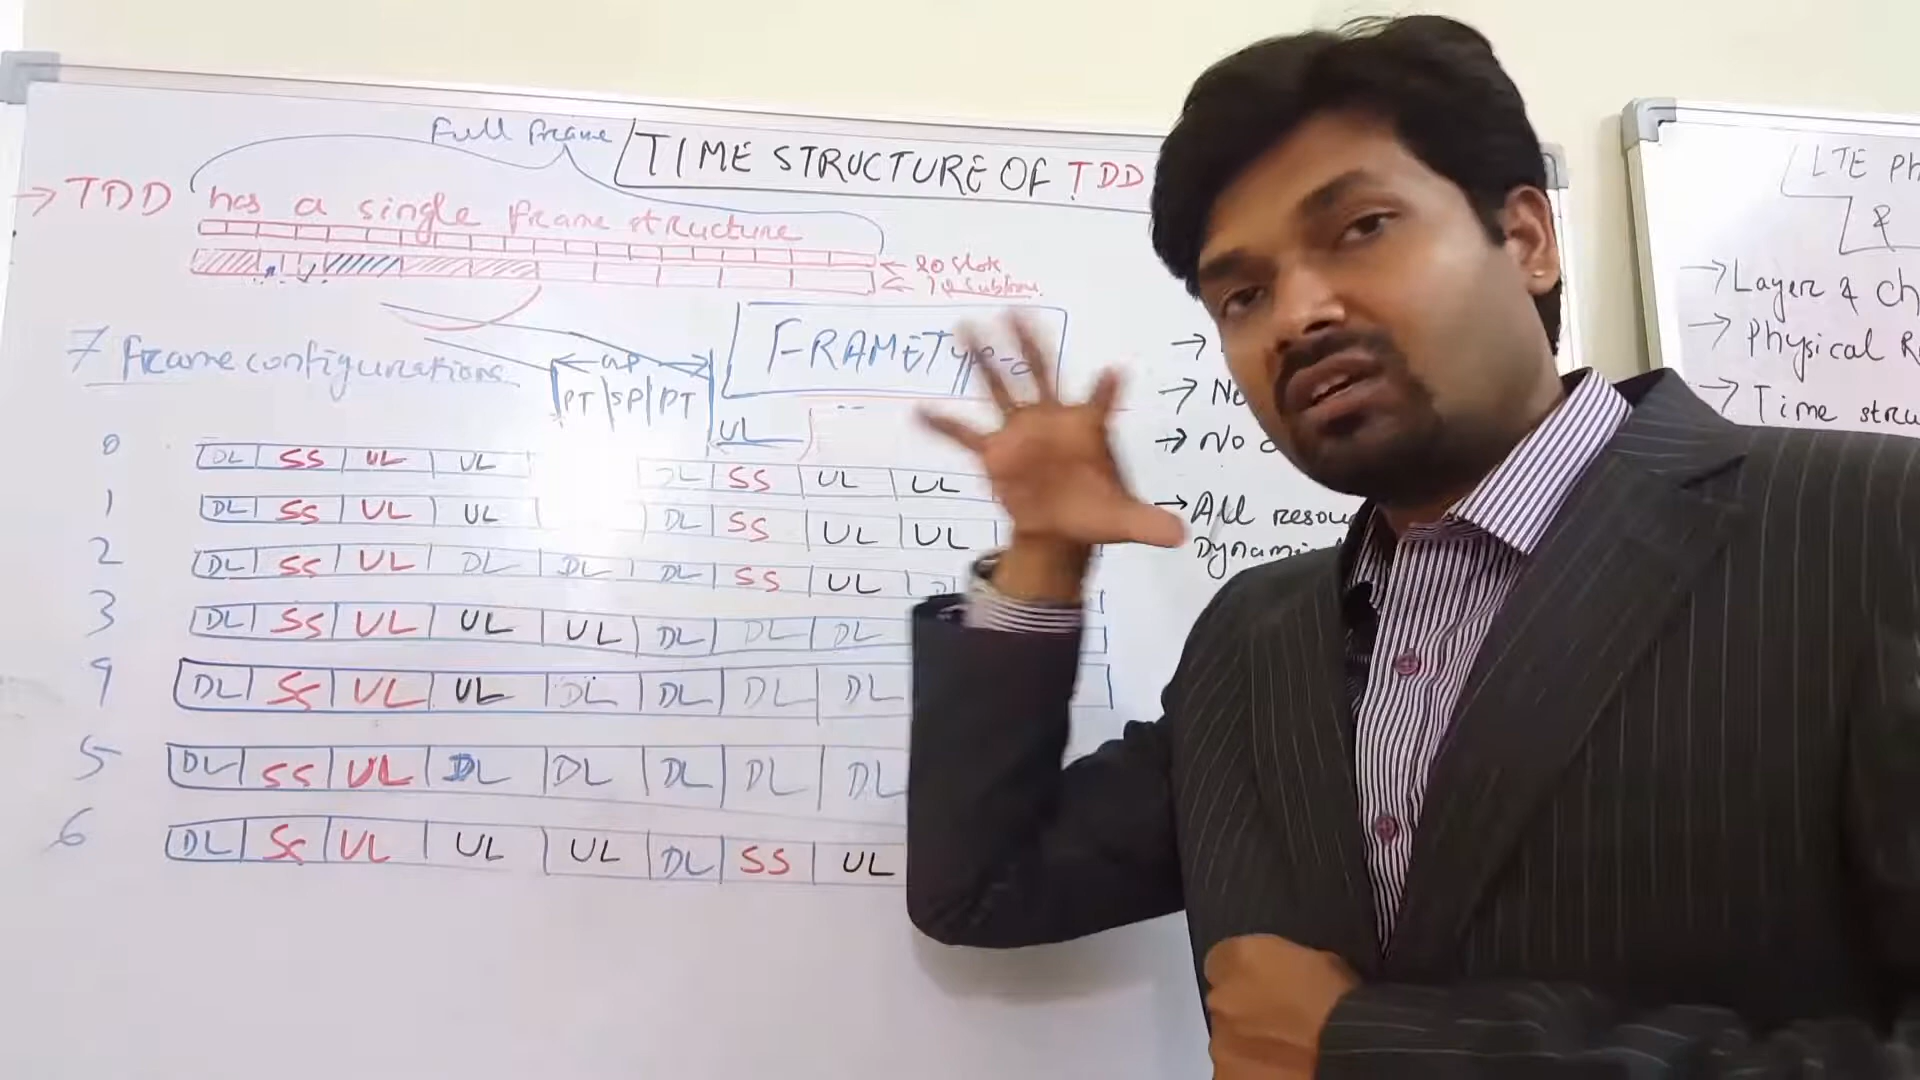 Full frame
TIME STRUCTURE OF TDD
→ TDD has a single frame structure
← 20 slots
← 10 subframe
7 frame configurations
FRAME Type-2
PT | SP | PT
UL
0 DL SS UL UL DL SS UL UL
1 DL SS UL UL DL SS UL UL
2 DL SS UL DL DL DL SS UL DL
3 DL SS UL UL UL DL DL DL
4 DL SS UL UL DL DL DL DL
5 DL SS UL DL DL DL DL DL
6 DL SS UL UL UL DL SS UL
→
→ Ne
→ No
→ All resou
Dynami
LTE Ph
&
→ Layer & Ch
→ Physical R
→ Time stru